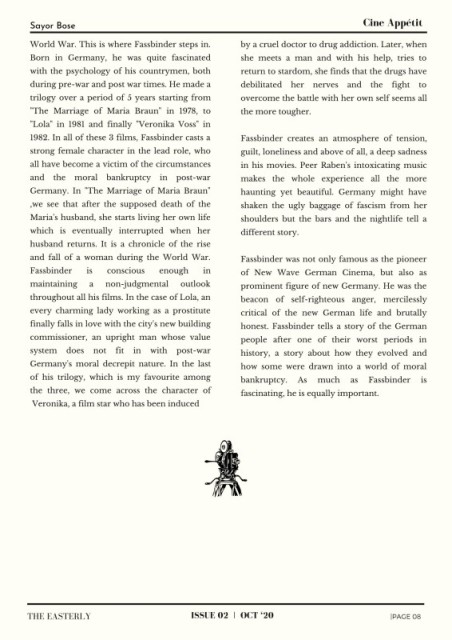 Sayor Bose
Cine Appétit
World War. This is where Fassbinder steps in.
Born in Germany, he was quite fascinated
with the psychology of his countrymen, both
during pre-war and post war times. He made a
trilogy over a period of 5 years starting from
"The Marriage of Maria Braun" in 1978, to
"Lola" in 1981 and finally "Veronika Voss" in
1982. In all of these 3 films, Fassbinder casts a
strong female character in the lead role, who
all have become a victim of the circumstances
and the moral bankruptcy in post-war
Germany. In "The Marriage of Maria Braun"
,we see that after the supposed death of the
Maria's husband, she starts living her own life
which is eventually interrupted when her
husband returns. It is a chronicle of the rise
and fall of a woman during the World War.
Fassbinder is conscious enough in
maintaining a non-judgmental outlook
throughout all his films. In the case of Lola, an
every charming lady working as a prostitute
finally falls in love with the city's new building
commissioner, an upright man whose value
system does not fit in with post-war
Germany's moral decrepit nature. In the last
of his trilogy, which is my favourite among
the three, we come across the character of
Veronika, a film star who has been induced
by a cruel doctor to drug addiction. Later, when
she meets a man and with his help, tries to
return to stardom, she finds that the drugs have
debilitated her nerves and the fight to
overcome the battle with her own self seems all
the more tougher.
Fassbinder creates an atmosphere of tension,
guilt, loneliness and above of all, a deep sadness
in his movies. Peer Raben's intoxicating music
makes the whole experience all the more
haunting yet beautiful. Germany might have
shaken the ugly baggage of fascism from her
shoulders but the bars and the nightlife tell a
different story.
Fassbinder was not only famous as the pioneer
of New Wave German Cinema, but also as
prominent figure of new Germany. He was the
beacon of self-righteous anger, mercilessly
critical of the new German life and brutally
honest. Fassbinder tells a story of the German
people after one of their worst periods in
history, a story about how they evolved and
how some were drawn into a world of moral
bankruptcy. As much as Fassbinder is
fascinating, he is equally important.
THE EASTERLY
ISSUE 02 | OCT '20
|PAGE 08